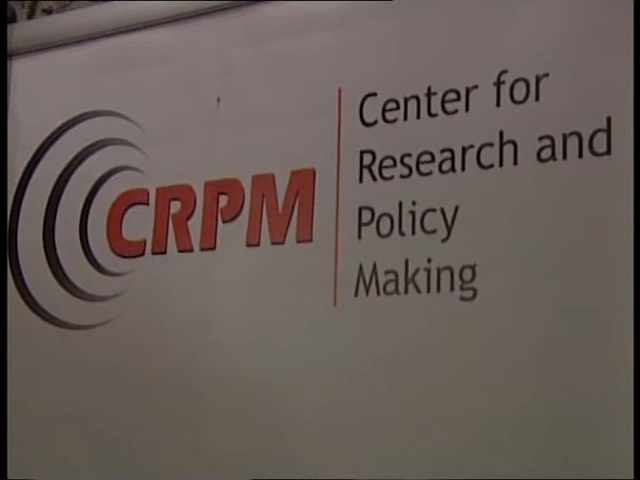 CRPM
Center for
Research and
Policy
Making